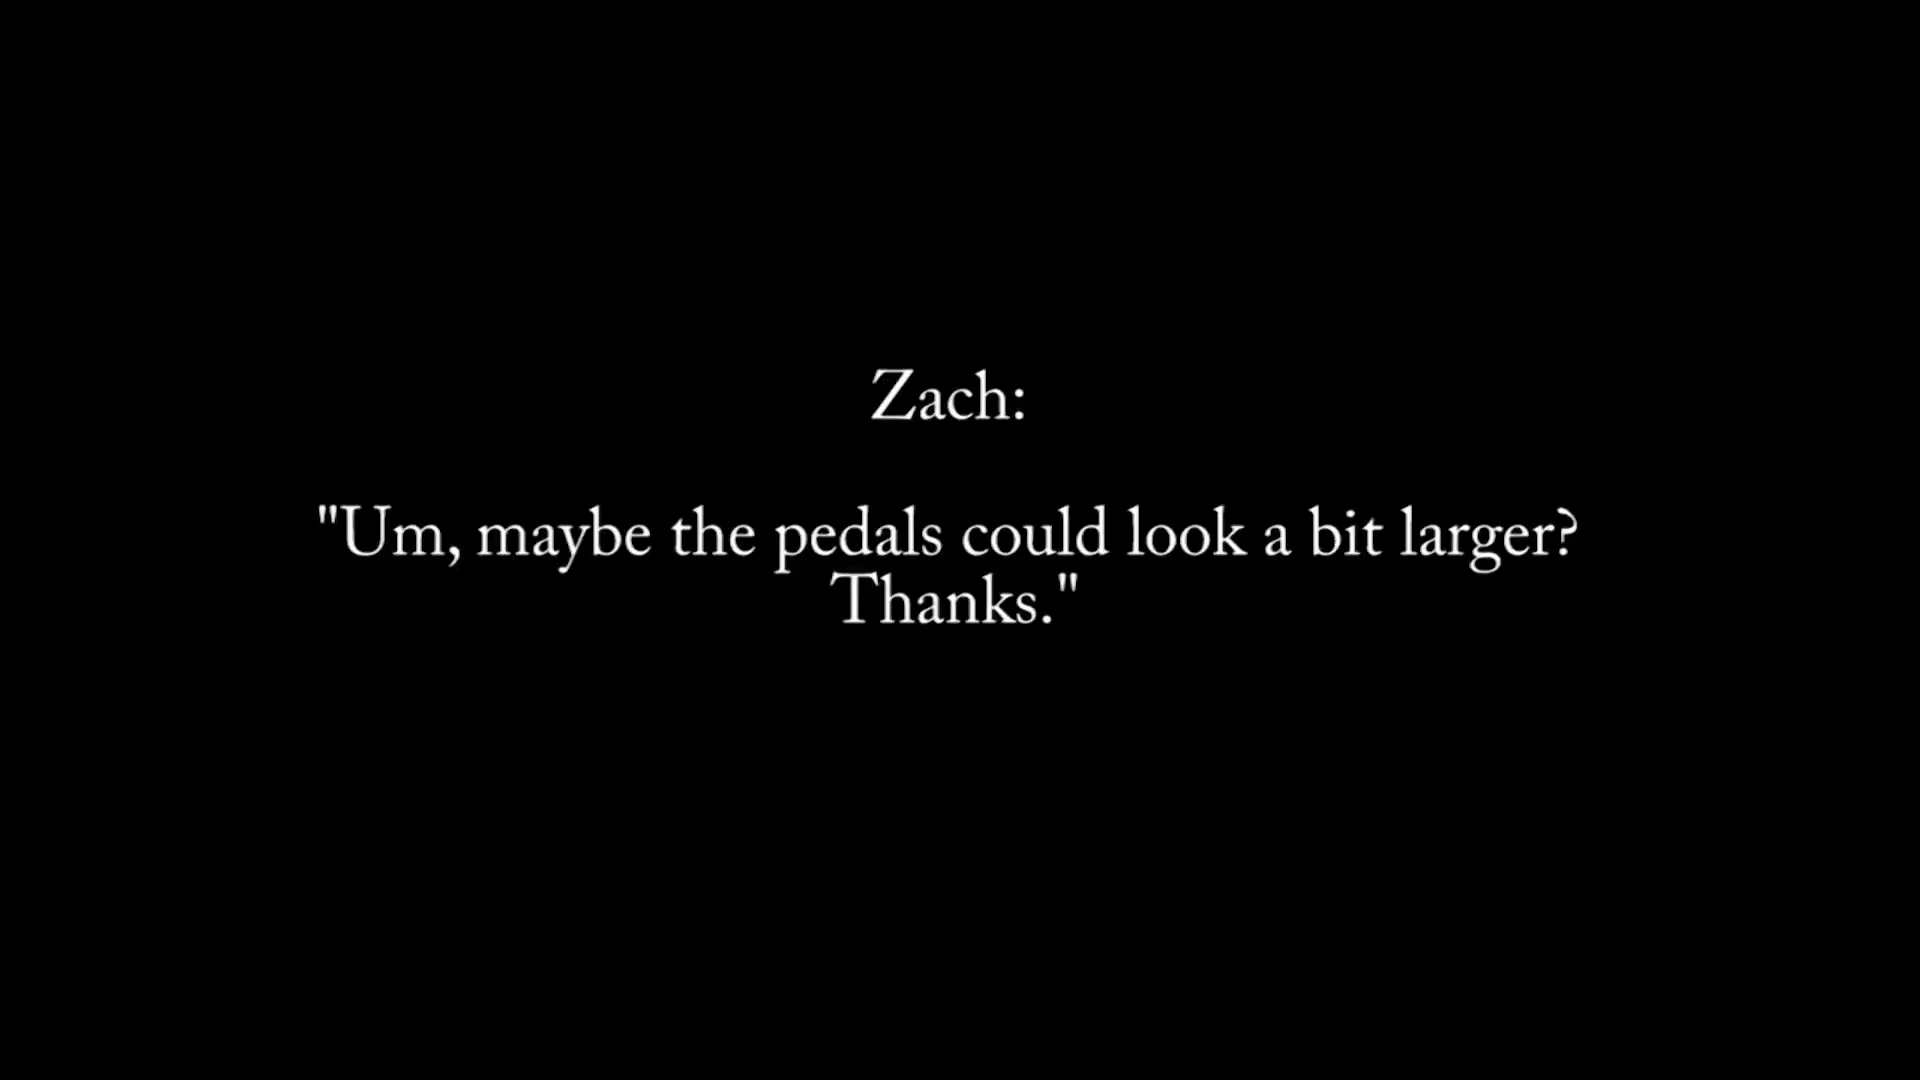 Zach:
"Um, maybe the pedals could look a bit larger?
Thanks."